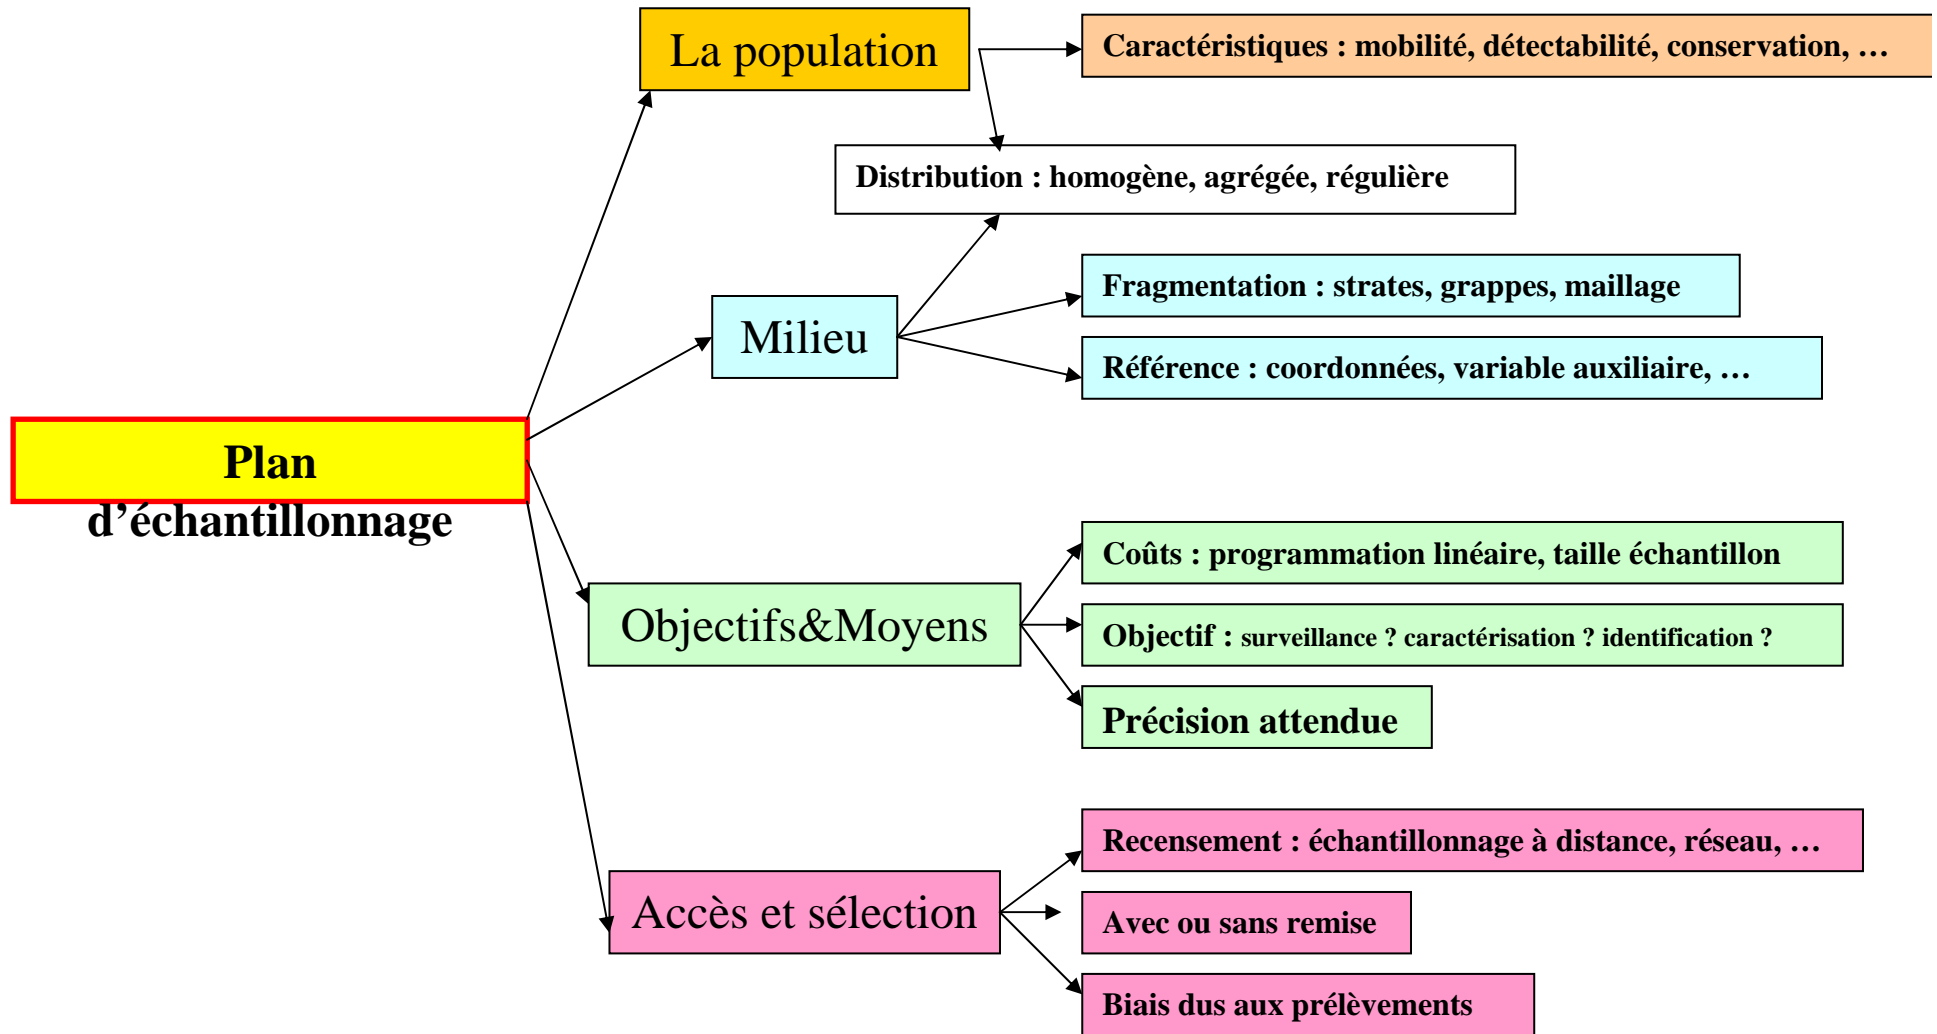 La population
Caractéristiques : mobilité, détectabilité, conservation, …
Distribution : homogène, agrégée, régulière
Milieu
Fragmentation : strates, grappes, maillage
Référence : coordonnées, variable auxiliaire, …
Plan
d’échantillonnage
Objectifs&Moyens
Coûts : programmation linéaire, taille échantillon
Objectif : surveillance ? caractérisation ? identification ?
Précision attendue
Accès et sélection
Recensement : échantillonnage à distance, réseau, …
Avec ou sans remise
Biais dus aux prélèvements